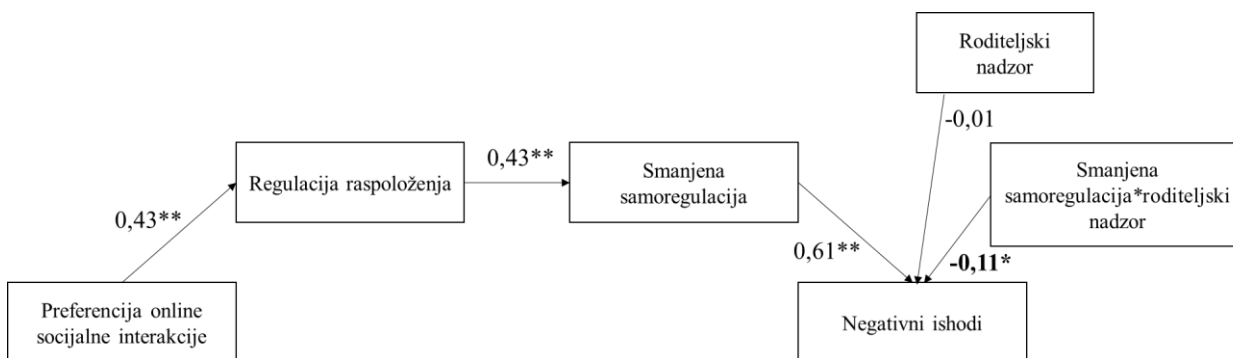 Roditeljski
nadzor
-0,01
0,43**
Regulacija raspoloženja
Smanjena
samoregulacija
Smanjena
samoregulacija*roditeljski
nadzor
0,43**
0,61**
-0,11*
Preferencija online
socijalne interakcije
Negativni ishodi